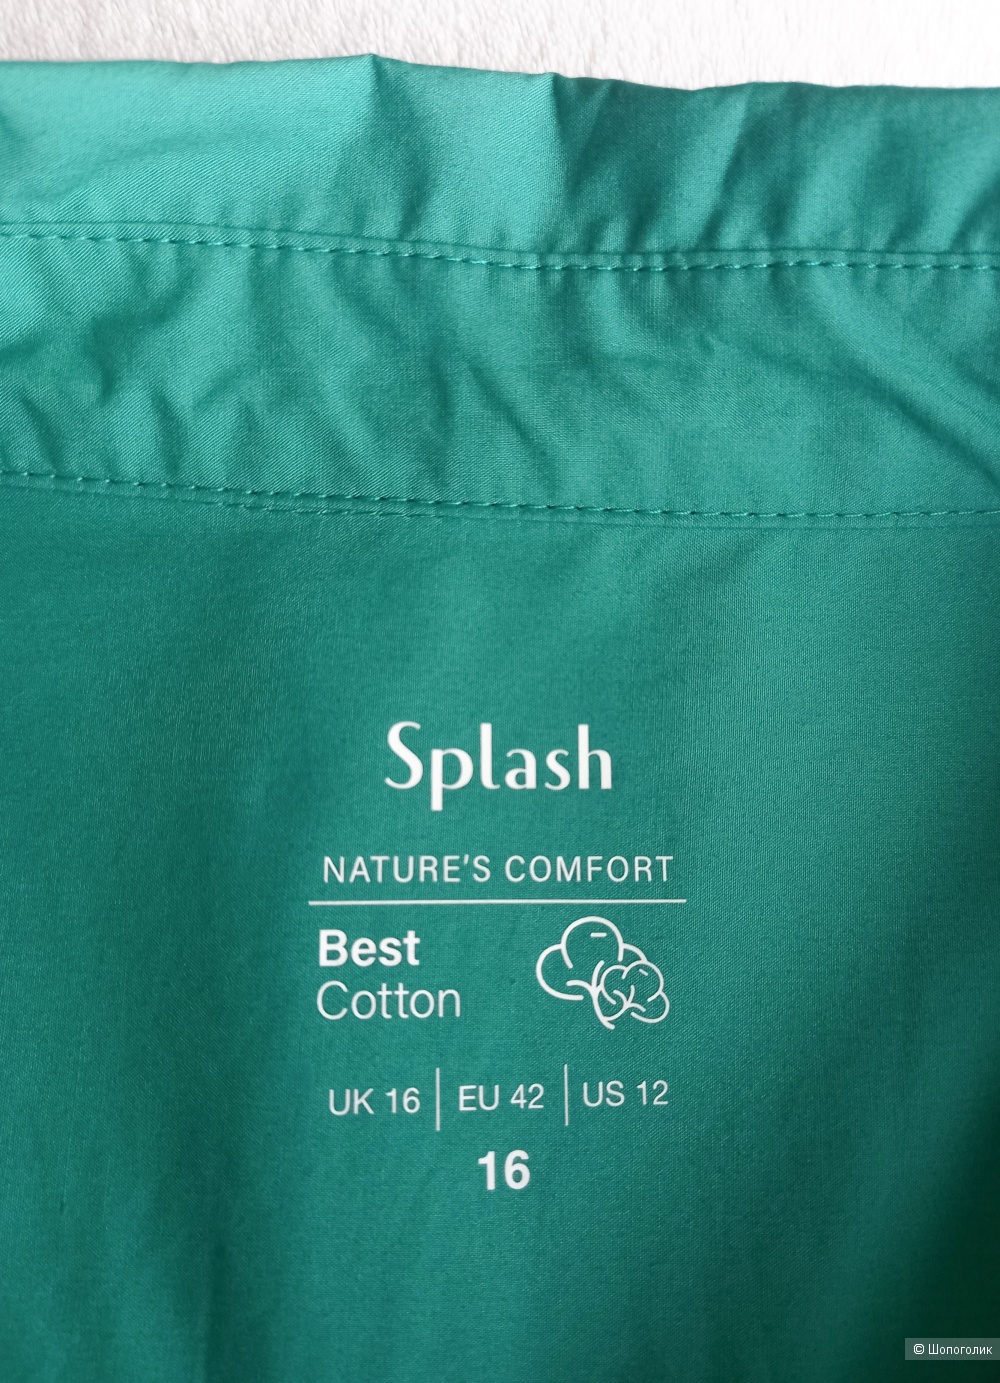 Splash
NATURE'S COMFORT
Best
Cotton
UK 16 | EU 42 | US 12
16
© Шопоголик